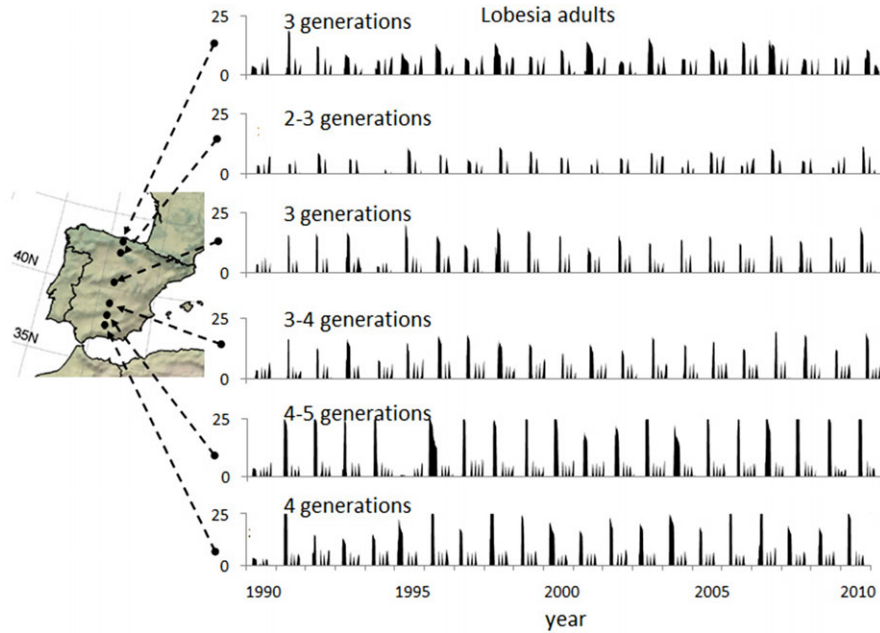 Lobesia adults
25
3 generations
0
25
2-3 generations
0
25
3 generations
0
40N
25
3-4 generations
35N
0
25
4-5 generations
0
25
4 generations
0
1990 1995 2000 2005 2010
year